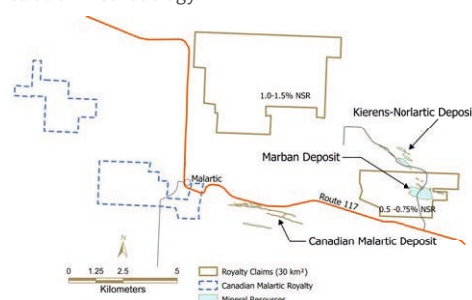 1.0-1.5% NSR
Kierens-Norlartic Deposi
Marban Deposit
Malartic
Route 117
0.5 -0.75% NSR
Canadian Malartic Deposit
N
0 1.25 2.5 5
Kilometers
Royalty Claims (30 km²)
Canadian Malartic Royalty
Mineral Resources